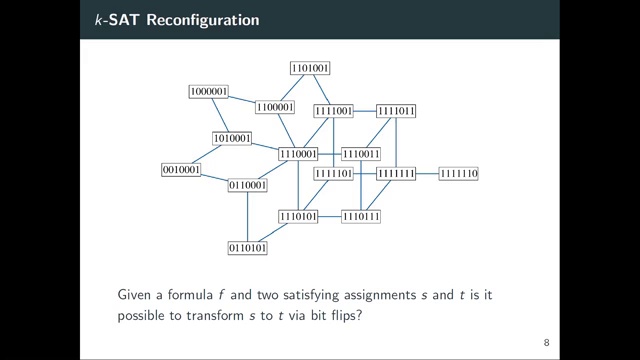 k-SAT Reconfiguration
1101001
1000001
1100001
1111001 1111011
1010001
1110001 1110011
0010001
1111101 1111111 1111110
0110001
1110101 1110111
0110101
Given a formula f and two satisfying assignments s and t is it
possible to transform s to t via bit flips?
8